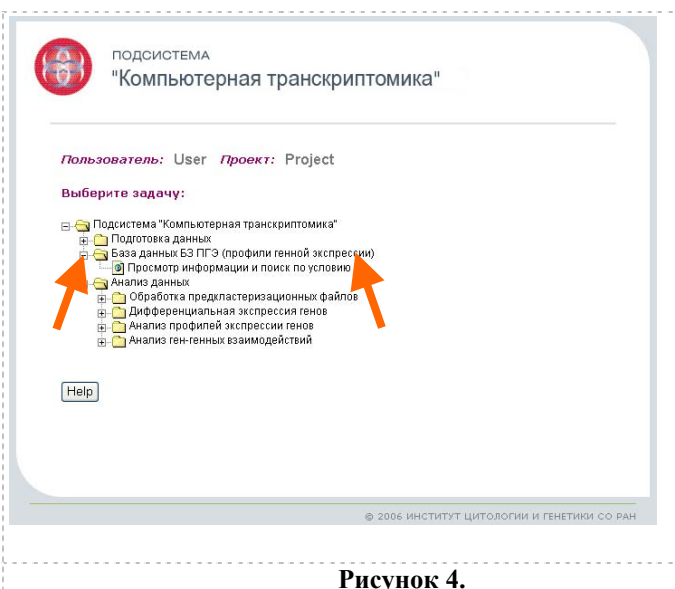 ПОДСИСТЕМА
"Компьютерная транскриптомика"
Пользователь: User Проект: Project
Выберите задачу:
Подсистема "Компьютерная транскриптомика"
Подготовка данных
База данных БЗ ПГЭ (профили генной экспрессии)
Просмотр информации и поиск по условию
Анализ данных
Обработка предкластеризационных файлов
Дифференциальная экспрессия генов
Анализ профилей экспрессии генов
Анализ ген-генных взаимодействий
Help
© 2006 ИНСТИТУТ ЦИТОЛОГИИ И ГЕНЕТИКИ СО РАН
Рисунок 4.